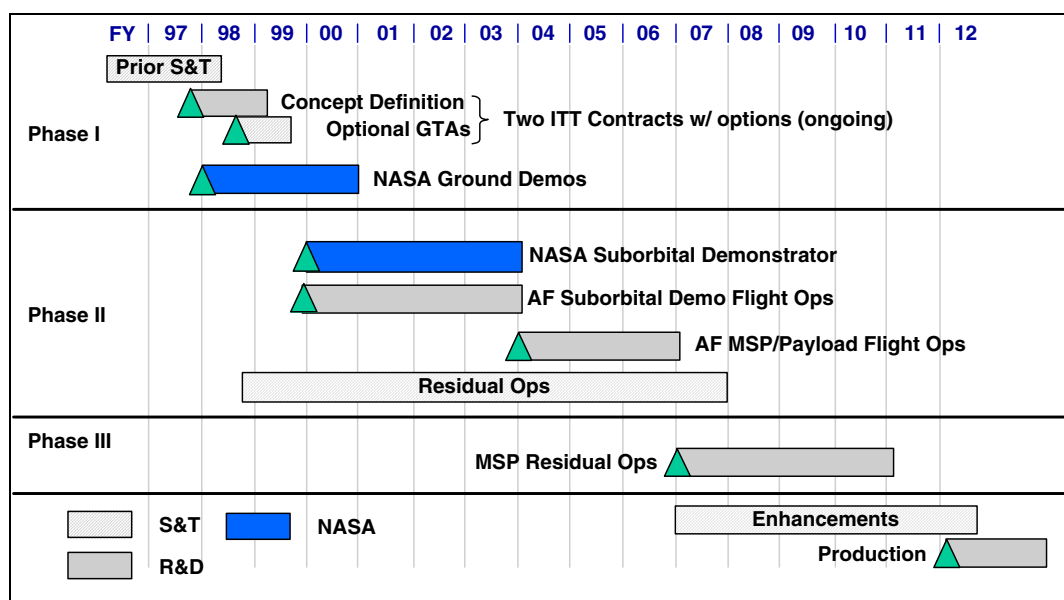 FY | 97 | 98 | 99 | 00 | 01 | 02 | 03 | 04 | 05 | 06 | 07 | 08 | 09 | 10 | 11 | 12
Prior S&T
Phase I
Concept Definition
Optional GTAs
Two ITT Contracts w/ options (ongoing)
NASA Ground Demos
Phase II
NASA Suborbital Demonstrator
AF Suborbital Demo Flight Ops
AF MSP/Payload Flight Ops
Residual Ops
Phase III
MSP Residual Ops
S&T
NASA
Enhancements
R&D
Production